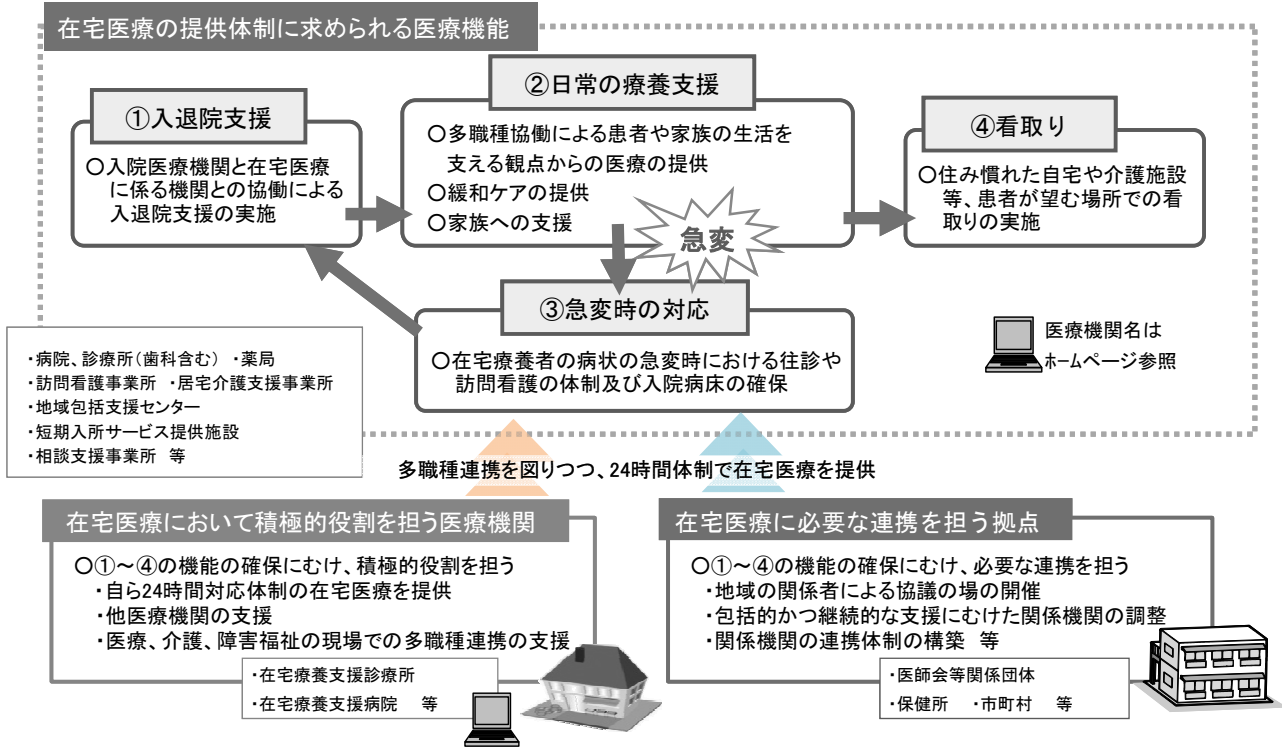 在宅医療の提供体制に求められる医療機能
①入退院支援
○入院医療機関と在宅医療
に係る機関との協働による
入退院支援の実施
②日常の療養支援
○多職種協働による患者や家族の生活を
支える観点からの医療の提供
○緩和ケアの提供
○家族への支援
急変
④看取り
○住み慣れた自宅や介護施設
等、患者が望む場所での看
取りの実施
③急変時の対応
○在宅療養者の病状の急変時における往診や
訪問看護の体制及び入院病床の確保
医療機関名は
ホームページ参照
・病院、診療所(歯科含む) ・薬局
・訪問看護事業所 ・居宅介護支援事業所
・地域包括支援センター
・短期入所サービス提供施設
・相談支援事業所 等
多職種連携を図りつつ、24時間体制で在宅医療を提供
在宅医療において積極的役割を担う医療機関
○①~④の機能の確保にむけ、積極的役割を担う
・自ら24時間対応体制の在宅医療を提供
・他医療機関の支援
・医療、介護、障害福祉の現場での多職種連携の支援
・在宅療養支援診療所
・在宅療養支援病院 等
在宅医療に必要な連携を担う拠点
○①~④の機能の確保にむけ、必要な連携を担う
・地域の関係者による協議の場の開催
・包括的かつ継続的な支援にむけた関係機関の調整
・関係機関の連携体制の構築 等
・医師会等関係団体
・保健所 ・市町村 等